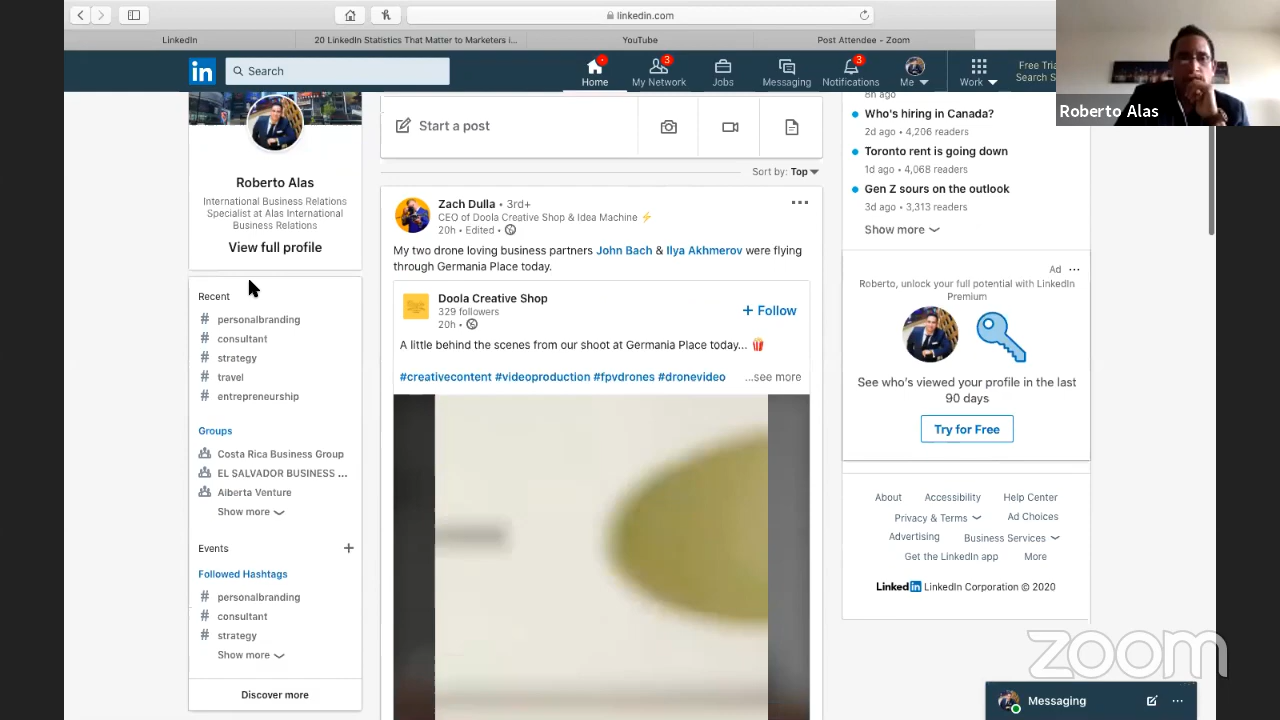 linkedin.com
LinkedIn
20 LinkedIn Statistics That Matter to Marketers i...
YouTube
Post Attendee - Zoom
in
Search
Home
3
My Network
Jobs
Messaging
3
Notifications
Me
Work
Free Tria
Search S
Roberto Alas
Roberto Alas
International Business Relations
Specialist at Alas International
Business Relations
View full profile
Recent
# personalbranding
# consultant
# strategy
# travel
# entrepreneurship
Groups
Costa Rica Business Group
EL SALVADOR BUSINESS ...
Alberta Venture
Show more
Events +
Followed Hashtags
# personalbranding
# consultant
# strategy
Show more
Discover more
Start a post
Sort by: Top
Zach Dulla • 3rd+
CEO of Doola Creative Shop & Idea Machine ⚡
20h • Edited •
My two drone loving business partners John Bach & Ilya Akhmerov were flying
through Germania Place today.
Doola Creative Shop
329 followers
20h •
+ Follow
A little behind the scenes from our shoot at Germania Place today... 🍿
#creativecontent #videoproduction #fpvdrones #dronevideo ...see more
8h ago
Who's hiring in Canada?
2d ago • 4,206 readers
Toronto rent is going down
1d ago • 4,068 readers
Gen Z sours on the outlook
3d ago • 3,313 readers
Show more
Ad ...
Roberto, unlock your full potential with LinkedIn
Premium
See who's viewed your profile in the last
90 days
Try for Free
About Accessibility Help Center
Privacy & Terms Ad Choices
Advertising Business Services
Get the LinkedIn app More
LinkedIn LinkedIn Corporation © 2020
zoom
Messaging